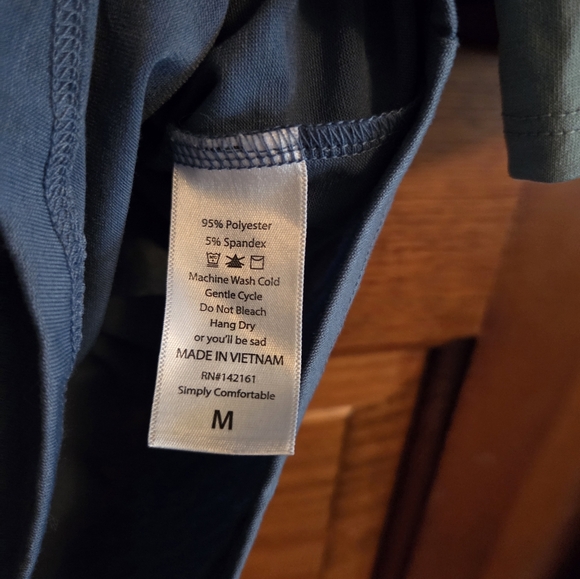 95% Polyester
5% Spandex
Machine Wash Cold
Gentle Cycle
Do Not Bleach
Hang Dry
or you'll be sad
MADE IN VIETNAM
RN#142161
Simply Comfortable
M